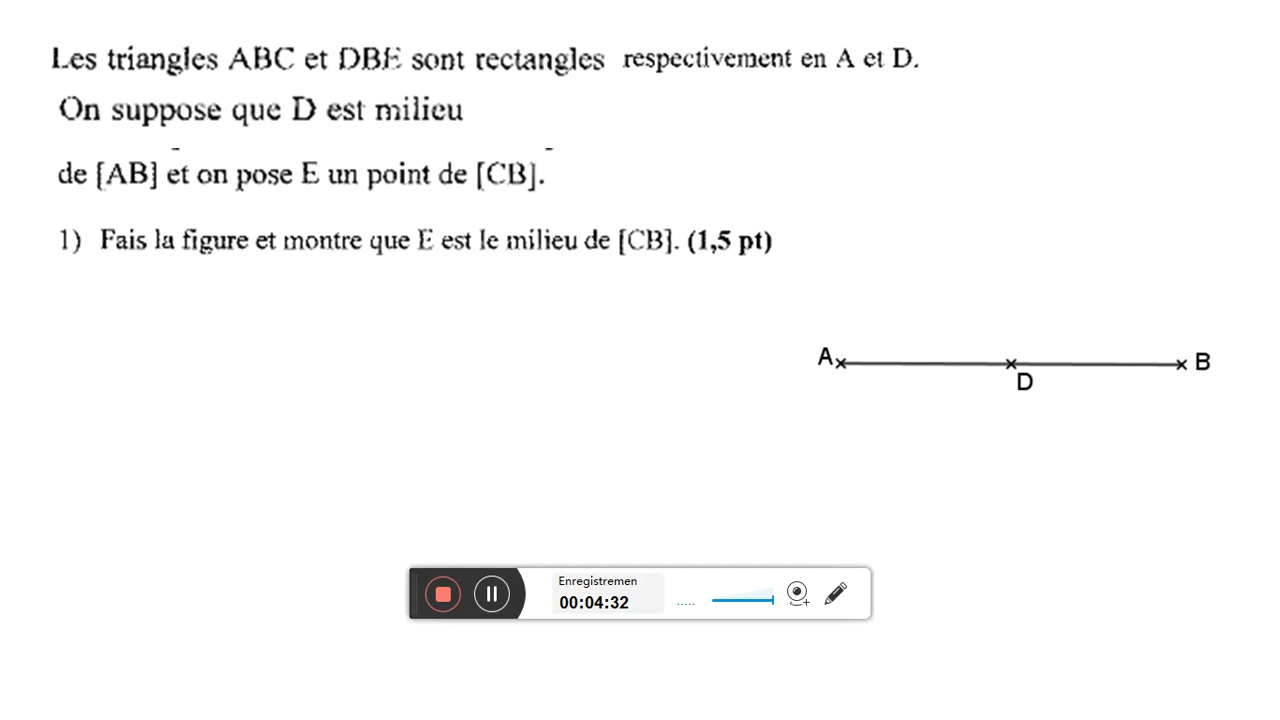 Les triangles ABC et DBE sont rectangles respectivement en A et D.
On suppose que D est milieu
de [AB] et on pose E un point de [CB].
1) Fais la figure et montre que E est le milieu de [CB]. (1,5 pt)
A
B
D
Enregistremen
00:04:32